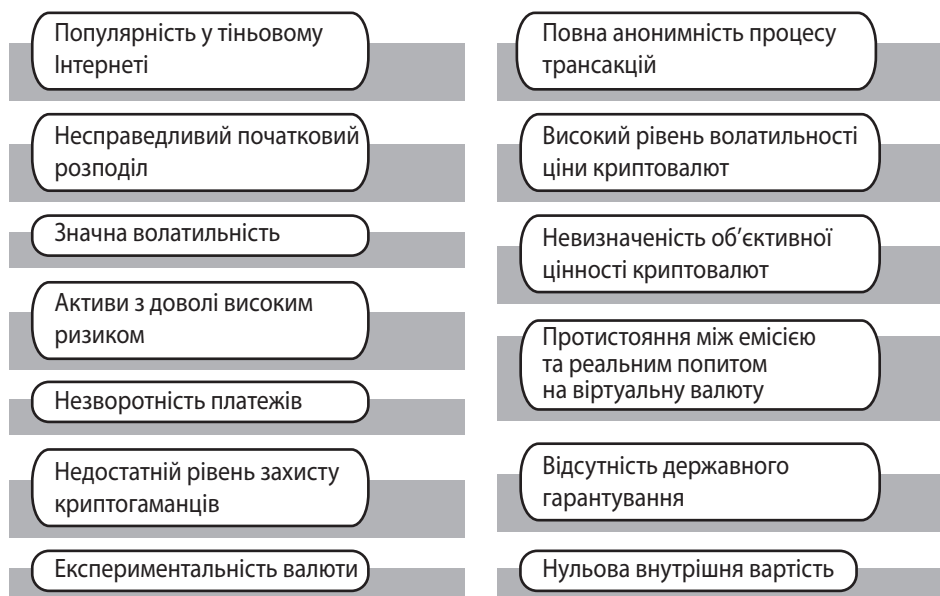 Популярність у тіньовому
Інтернеті
Несправедливий початковий
розподіл
Значна волатильність
Активи з доволі високим
ризиком
Незворотність платежів
Недостатній рівень захисту
криптогаманців
Експериментальність валюти
Повна анонимність процесу
трансакцій
Високий рівень волатильності
ціни криптовалют
Невизначеність об’єктивної
цінності криптовалют
Протистояння між емісією
та реальним попитом
на віртуальну валюту
Відсутність державного
гарантування
Нульова внутрішня вартість